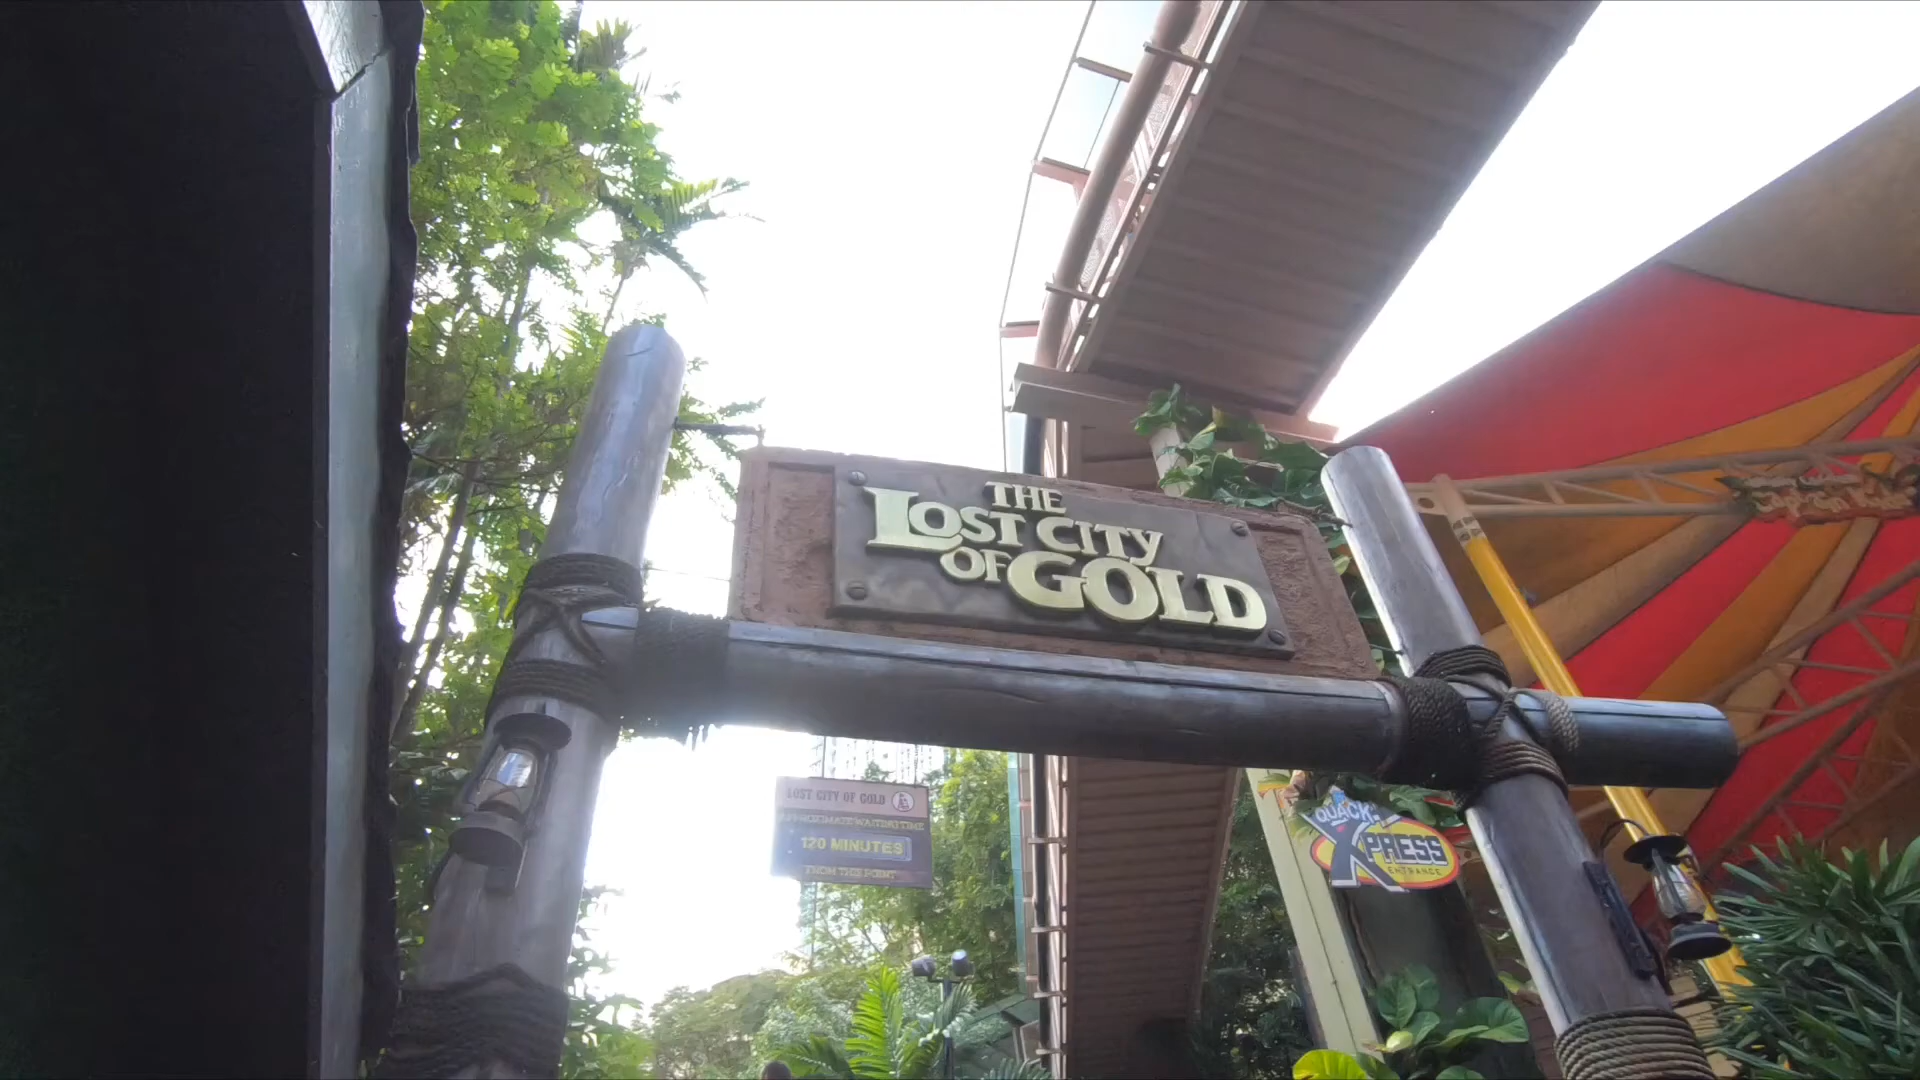 THE
LOST CITY
OF GOLD
LOST CITY OF GOLD
APPROXIMATE WAITING TIME
120 MINUTES
FROM THIS POINT
QUACK
XPRESS
ENTRANCE